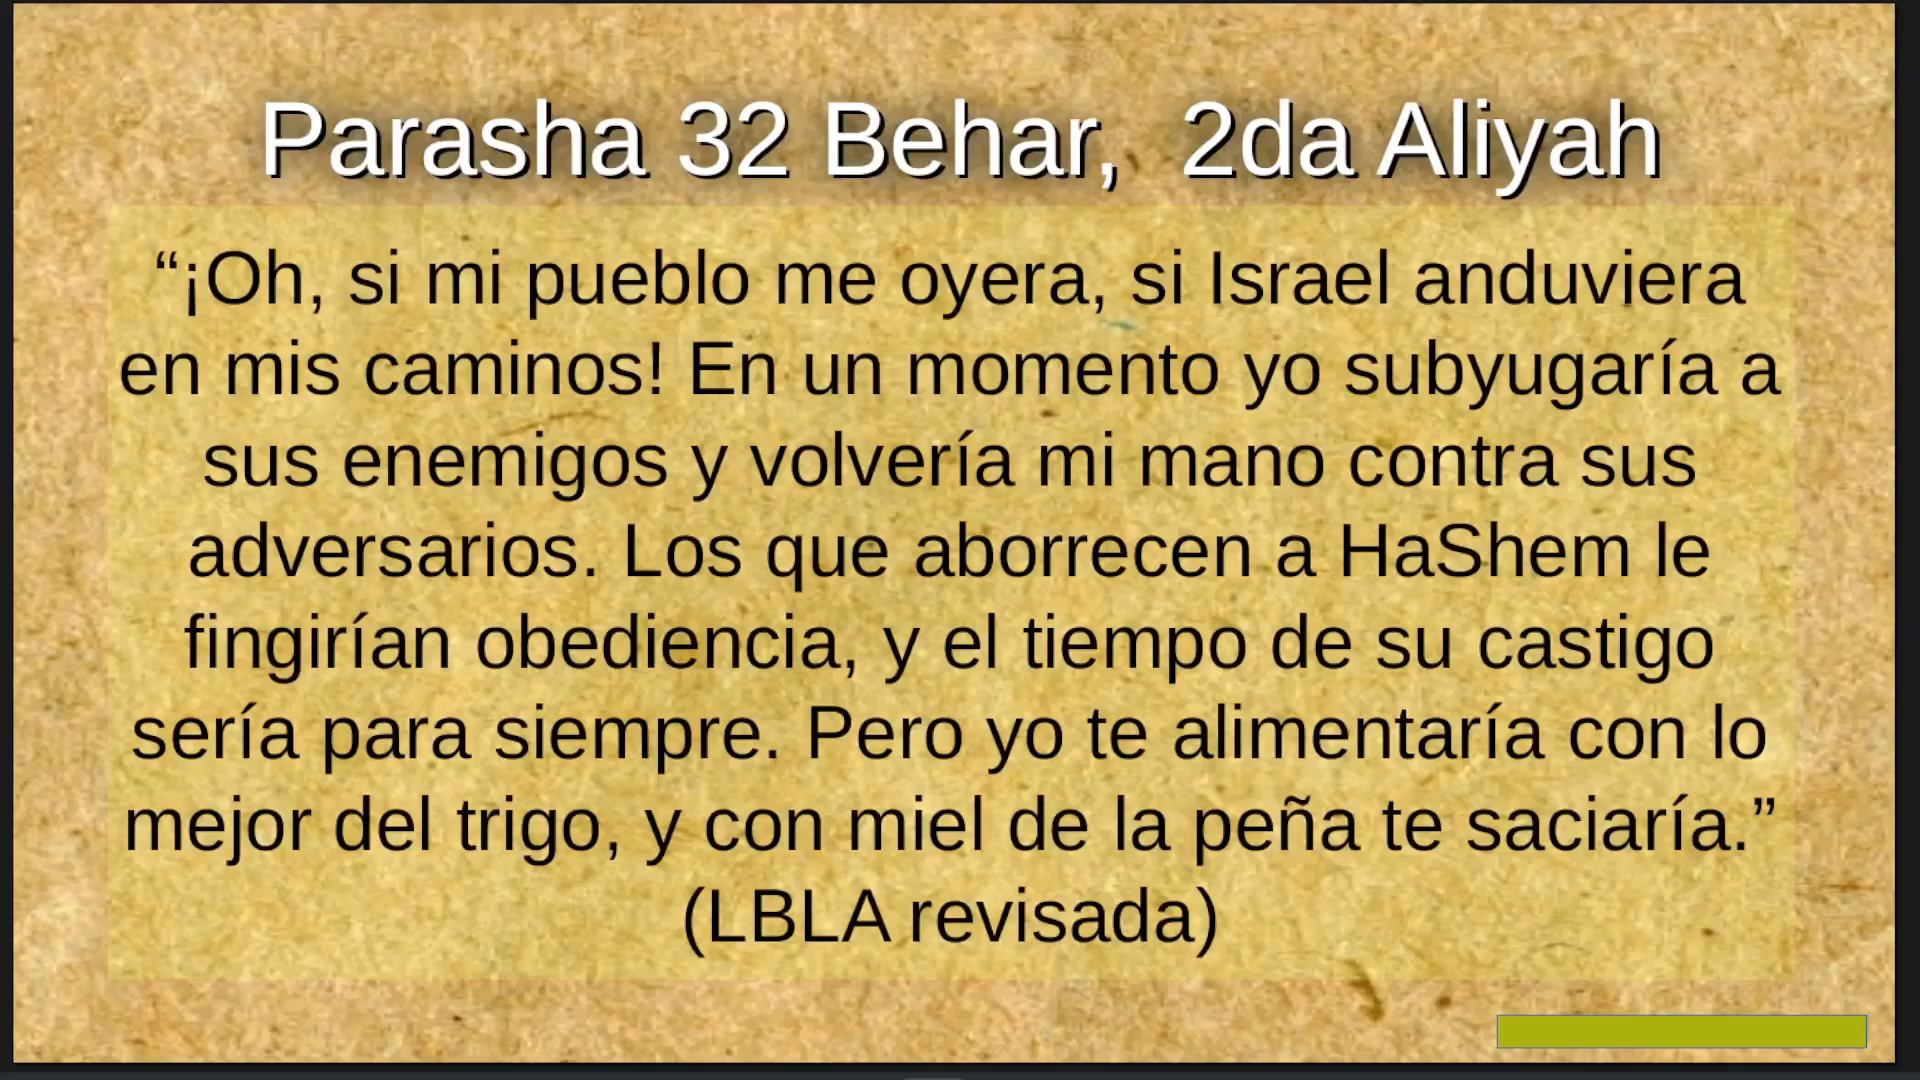 Parasha 32 Behar,  2da Aliyah
“¡Oh, si mi pueblo me oyera, si Israel anduviera
en mis caminos! En un momento yo subyugaría a
sus enemigos y volvería mi mano contra sus
adversarios. Los que aborrecen a HaShem le
fingirían obediencia, y el tiempo de su castigo
sería para siempre. Pero yo te alimentaría con lo
mejor del trigo, y con miel de la peña te saciaría.”
(LBLA revisada)